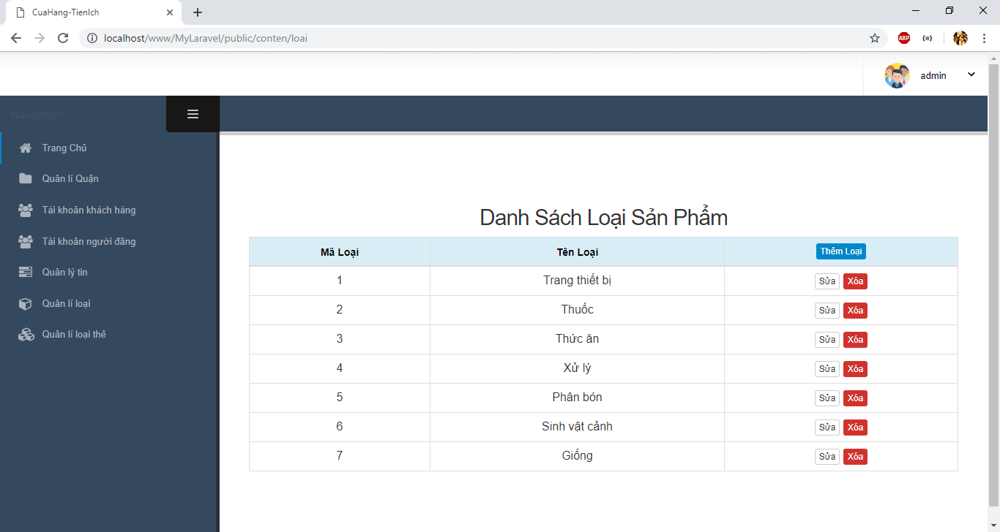 CuaHang-TienIch
localhost/www/MyLaravel/public/conten/loai
ABP
admin
Navigation
Trang Chủ
Quản lí Quận
Tài khoản khách hàng
Tài khoản người đăng
Quản lý tin
Quản lí loại
Quản lí loại thẻ
Danh Sách Loại Sản Phẩm
Mã Loại Tên Loại Thêm Loại
1 Trang thiết bị Sửa Xóa
2 Thuốc Sửa Xóa
3 Thức ăn Sửa Xóa
4 Xử lý Sửa Xóa
5 Phân bón Sửa Xóa
6 Sinh vật cảnh Sửa Xóa
7 Giống Sửa Xóa